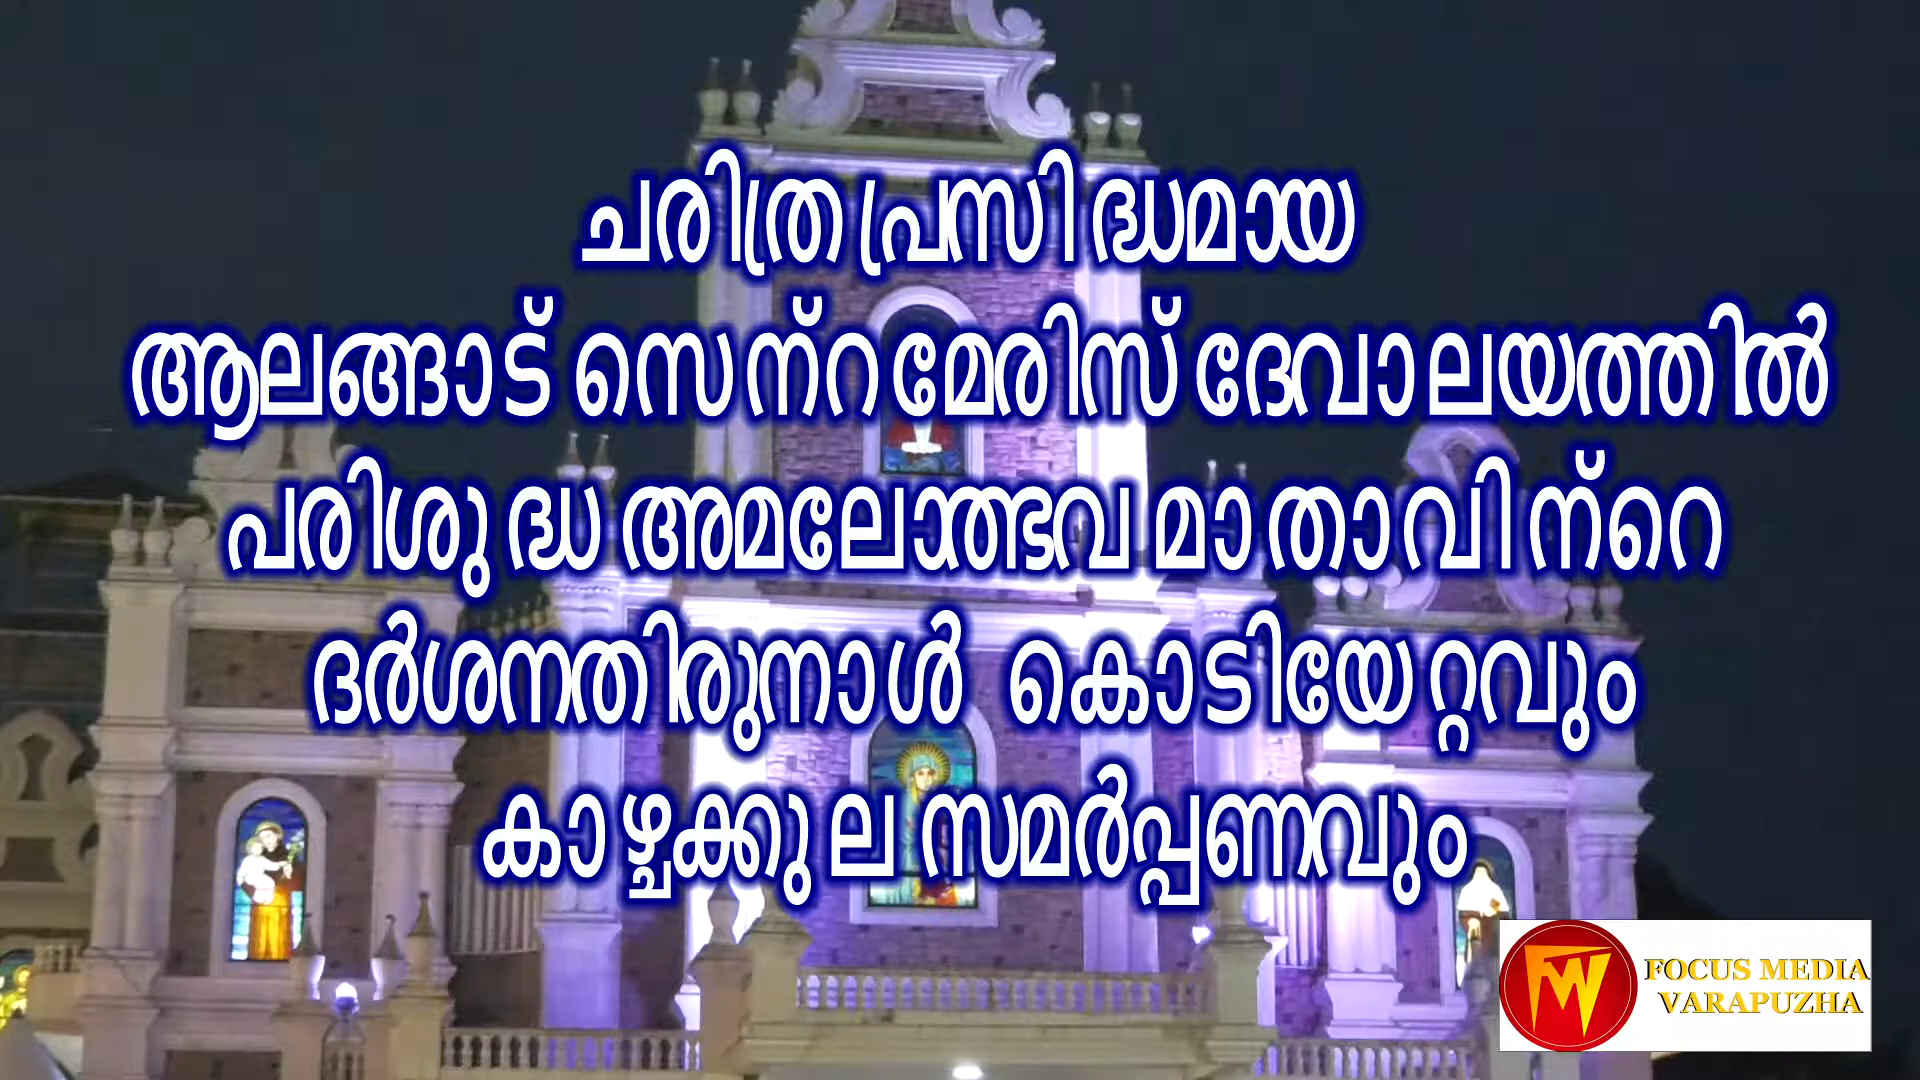 ചരിത്ര പ്രസിദ്ധമായ
ആലങ്ങാട് സെന്റ മേരിസ് ദേവാലയത്തിൽ
പരിശുദ്ധ അമലോത്ഭവ മാതാവിന്റെ
ദർശനതിരുനാൾ കൊടിയേറ്റവും
കാഴ്ചക്കുല സമർപ്പണവും
FOCUS MEDIA
VARAPUZHA